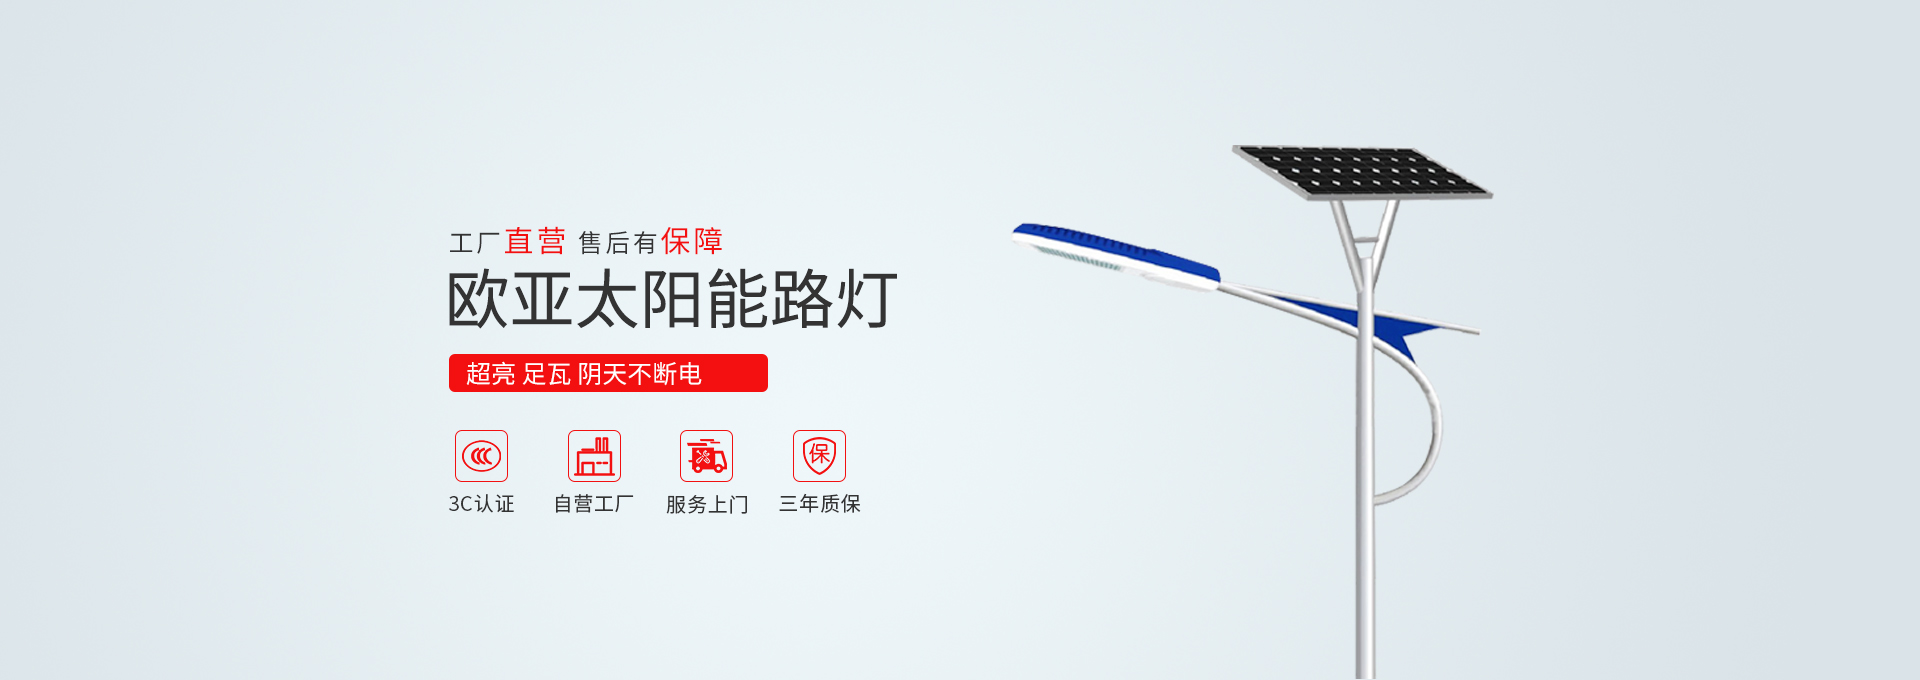 工厂直营 售后有保障
欧亚太阳能路灯
超亮 足瓦 阴天不断电
保
3C认证 自营工厂 服务上门 三年质保